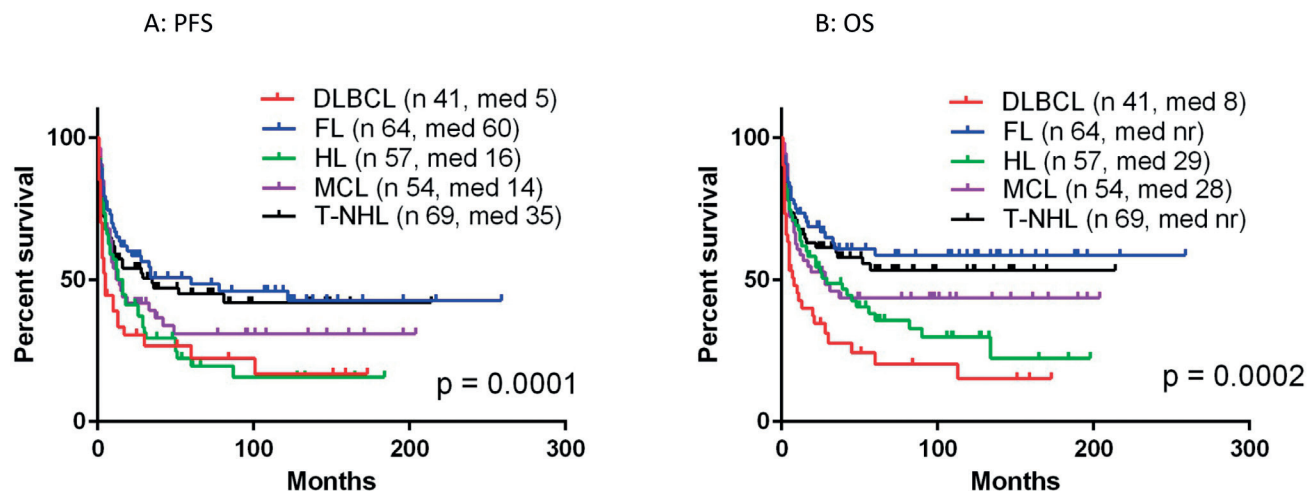 A: PFS
DLBCL (n 41, med 5)
FL (n 64, med 60)
HL (n 57, med 16)
MCL (n 54, med 14)
T-NHL (n 69, med 35)
100
50
0
Percent survival
p = 0.0001
0 100 200 300
Months
B: OS
DLBCL (n 41, med 8)
FL (n 64, med nr)
HL (n 57, med 29)
MCL (n 54, med 28)
T-NHL (n 69, med nr)
100
50
0
Percent survival
p = 0.0002
0 100 200 300
Months